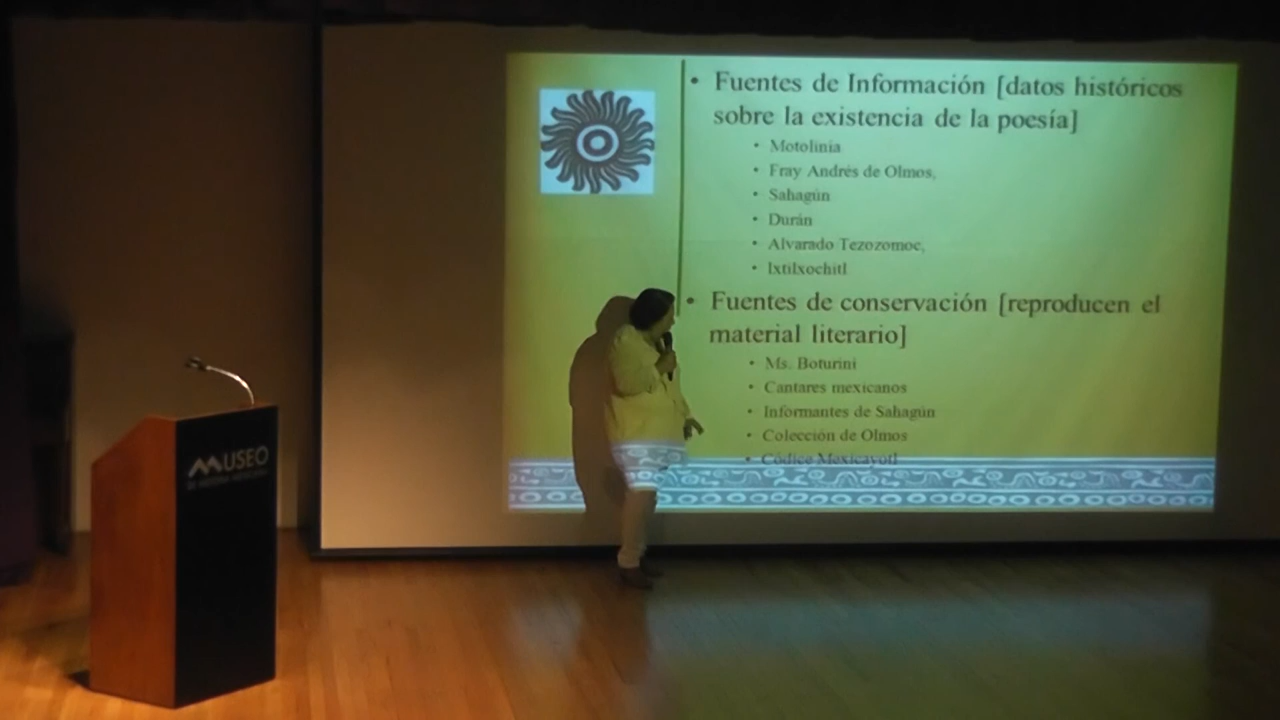 • Fuentes de Información [datos históricos
sobre la existencia de la poesía]
• Motolinia
• Fray Andrés de Olmos,
• Sahagún
• Durán
• Alvarado Tezozomoc,
• Ixtilxochitl
• Fuentes de conservación [reproducen el
material literario]
• Ms. Boturini
• Cantares mexicanos
• Informantes de Sahagún
• Colección de Olmos
• Códice Mexicayotl
MUSEO